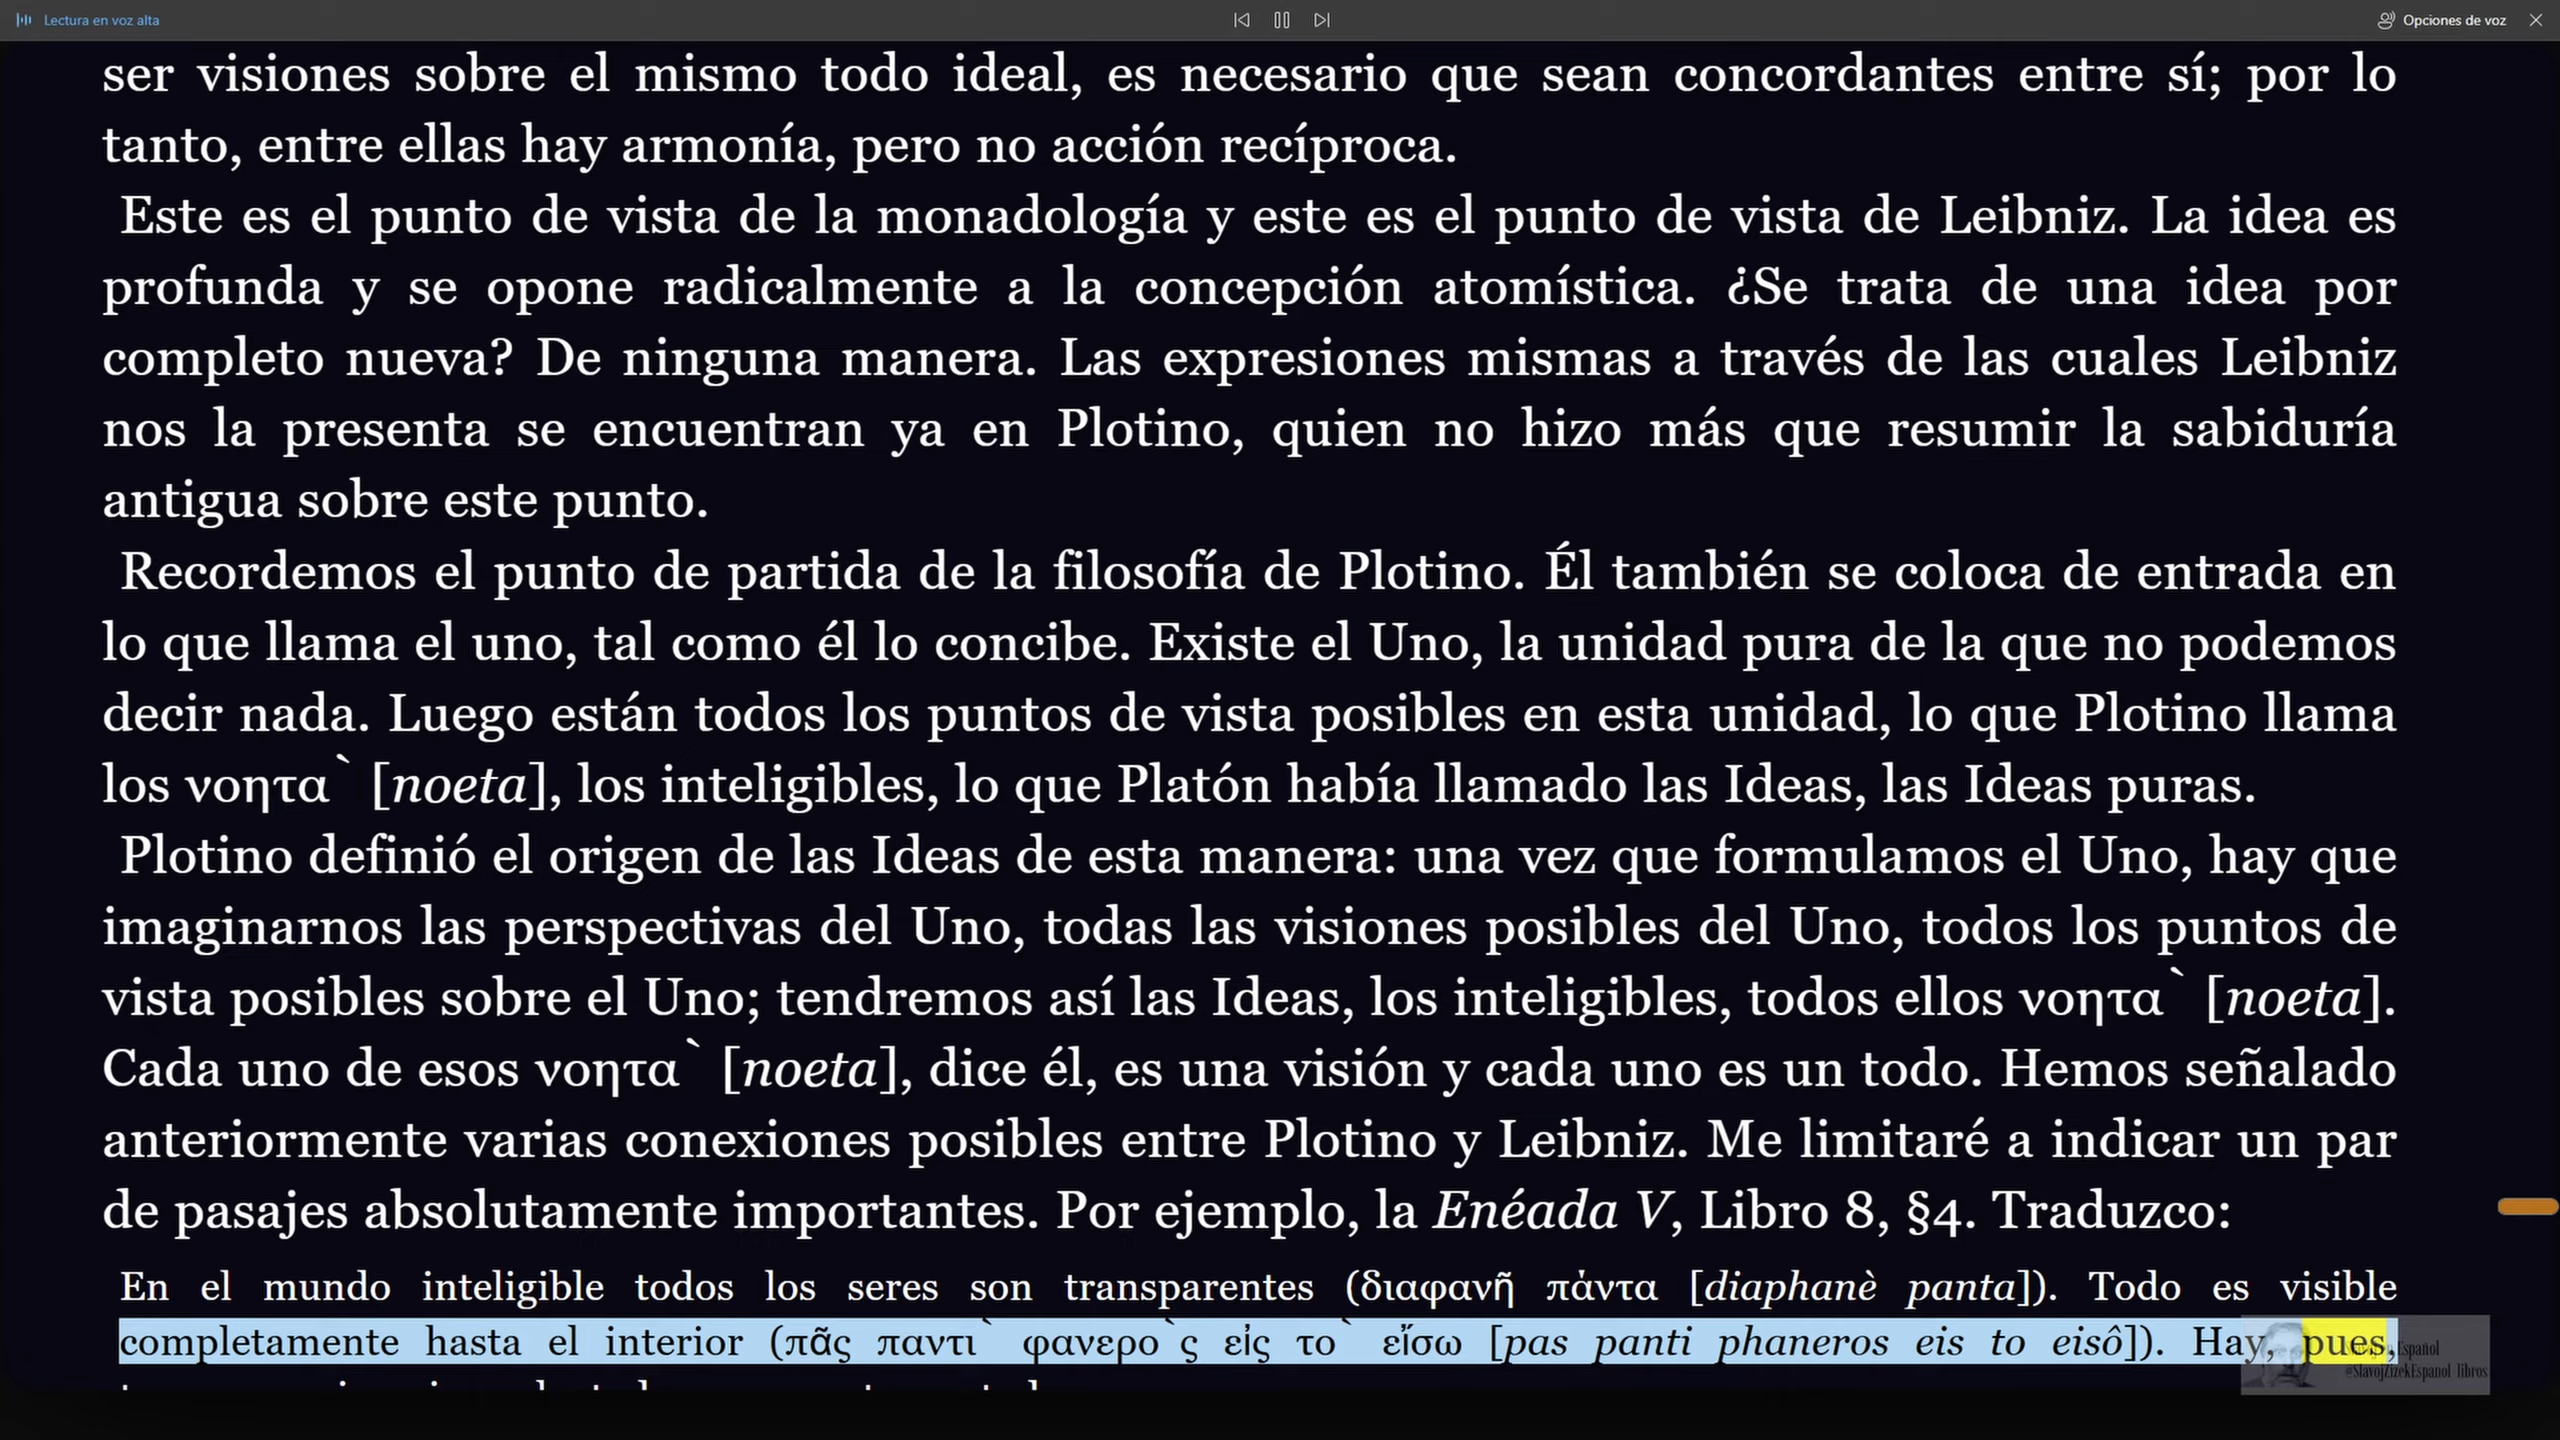 Lectura en voz alta
Opciones de voz
ser visiones sobre el mismo todo ideal, es necesario que sean concordantes entre sí; por lo
tanto, entre ellas hay armonía, pero no acción recíproca.
Este es el punto de vista de la monadología y este es el punto de vista de Leibniz. La idea es
profunda y se opone radicalmente a la concepción atomística. ¿Se trata de una idea por
completo nueva? De ninguna manera. Las expresiones mismas a través de las cuales Leibniz
nos la presenta se encuentran ya en Plotino, quien no hizo más que resumir la sabiduría
antigua sobre este punto.
Recordemos el punto de partida de la filosofía de Plotino. Él también se coloca de entrada en
lo que llama el uno, tal como él lo concibe. Existe el Uno, la unidad pura de la que no podemos
decir nada. Luego están todos los puntos de vista posibles en esta unidad, lo que Plotino llama
los νοητα` [noeta], los inteligibles, lo que Platón había llamado las Ideas, las Ideas puras.
Plotino definió el origen de las Ideas de esta manera: una vez que formulamos el Uno, hay que
imaginarnos las perspectivas del Uno, todas las visiones posibles del Uno, todos los puntos de
vista posibles sobre el Uno; tendremos así las Ideas, los inteligibles, todos ellos νοητα` [noeta].
Cada uno de esos νοητα` [noeta], dice él, es una visión y cada uno es un todo. Hemos señalado
anteriormente varias conexiones posibles entre Plotino y Leibniz. Me limitaré a indicar un par
de pasajes absolutamente importantes. Por ejemplo, la Enéada V, Libro 8, §4. Traduzco:
En el mundo inteligible todos los seres son transparentes (διαφανῆ πἀντα [diaphanè panta]). Todo es visible
completamente hasta el interior (πᾶς παντι` φανερο`ς εἰς το` εἴσω [pas panti phaneros eis to eisô]). Hay, pues,
Español
@SlavojZizekEspanol libros